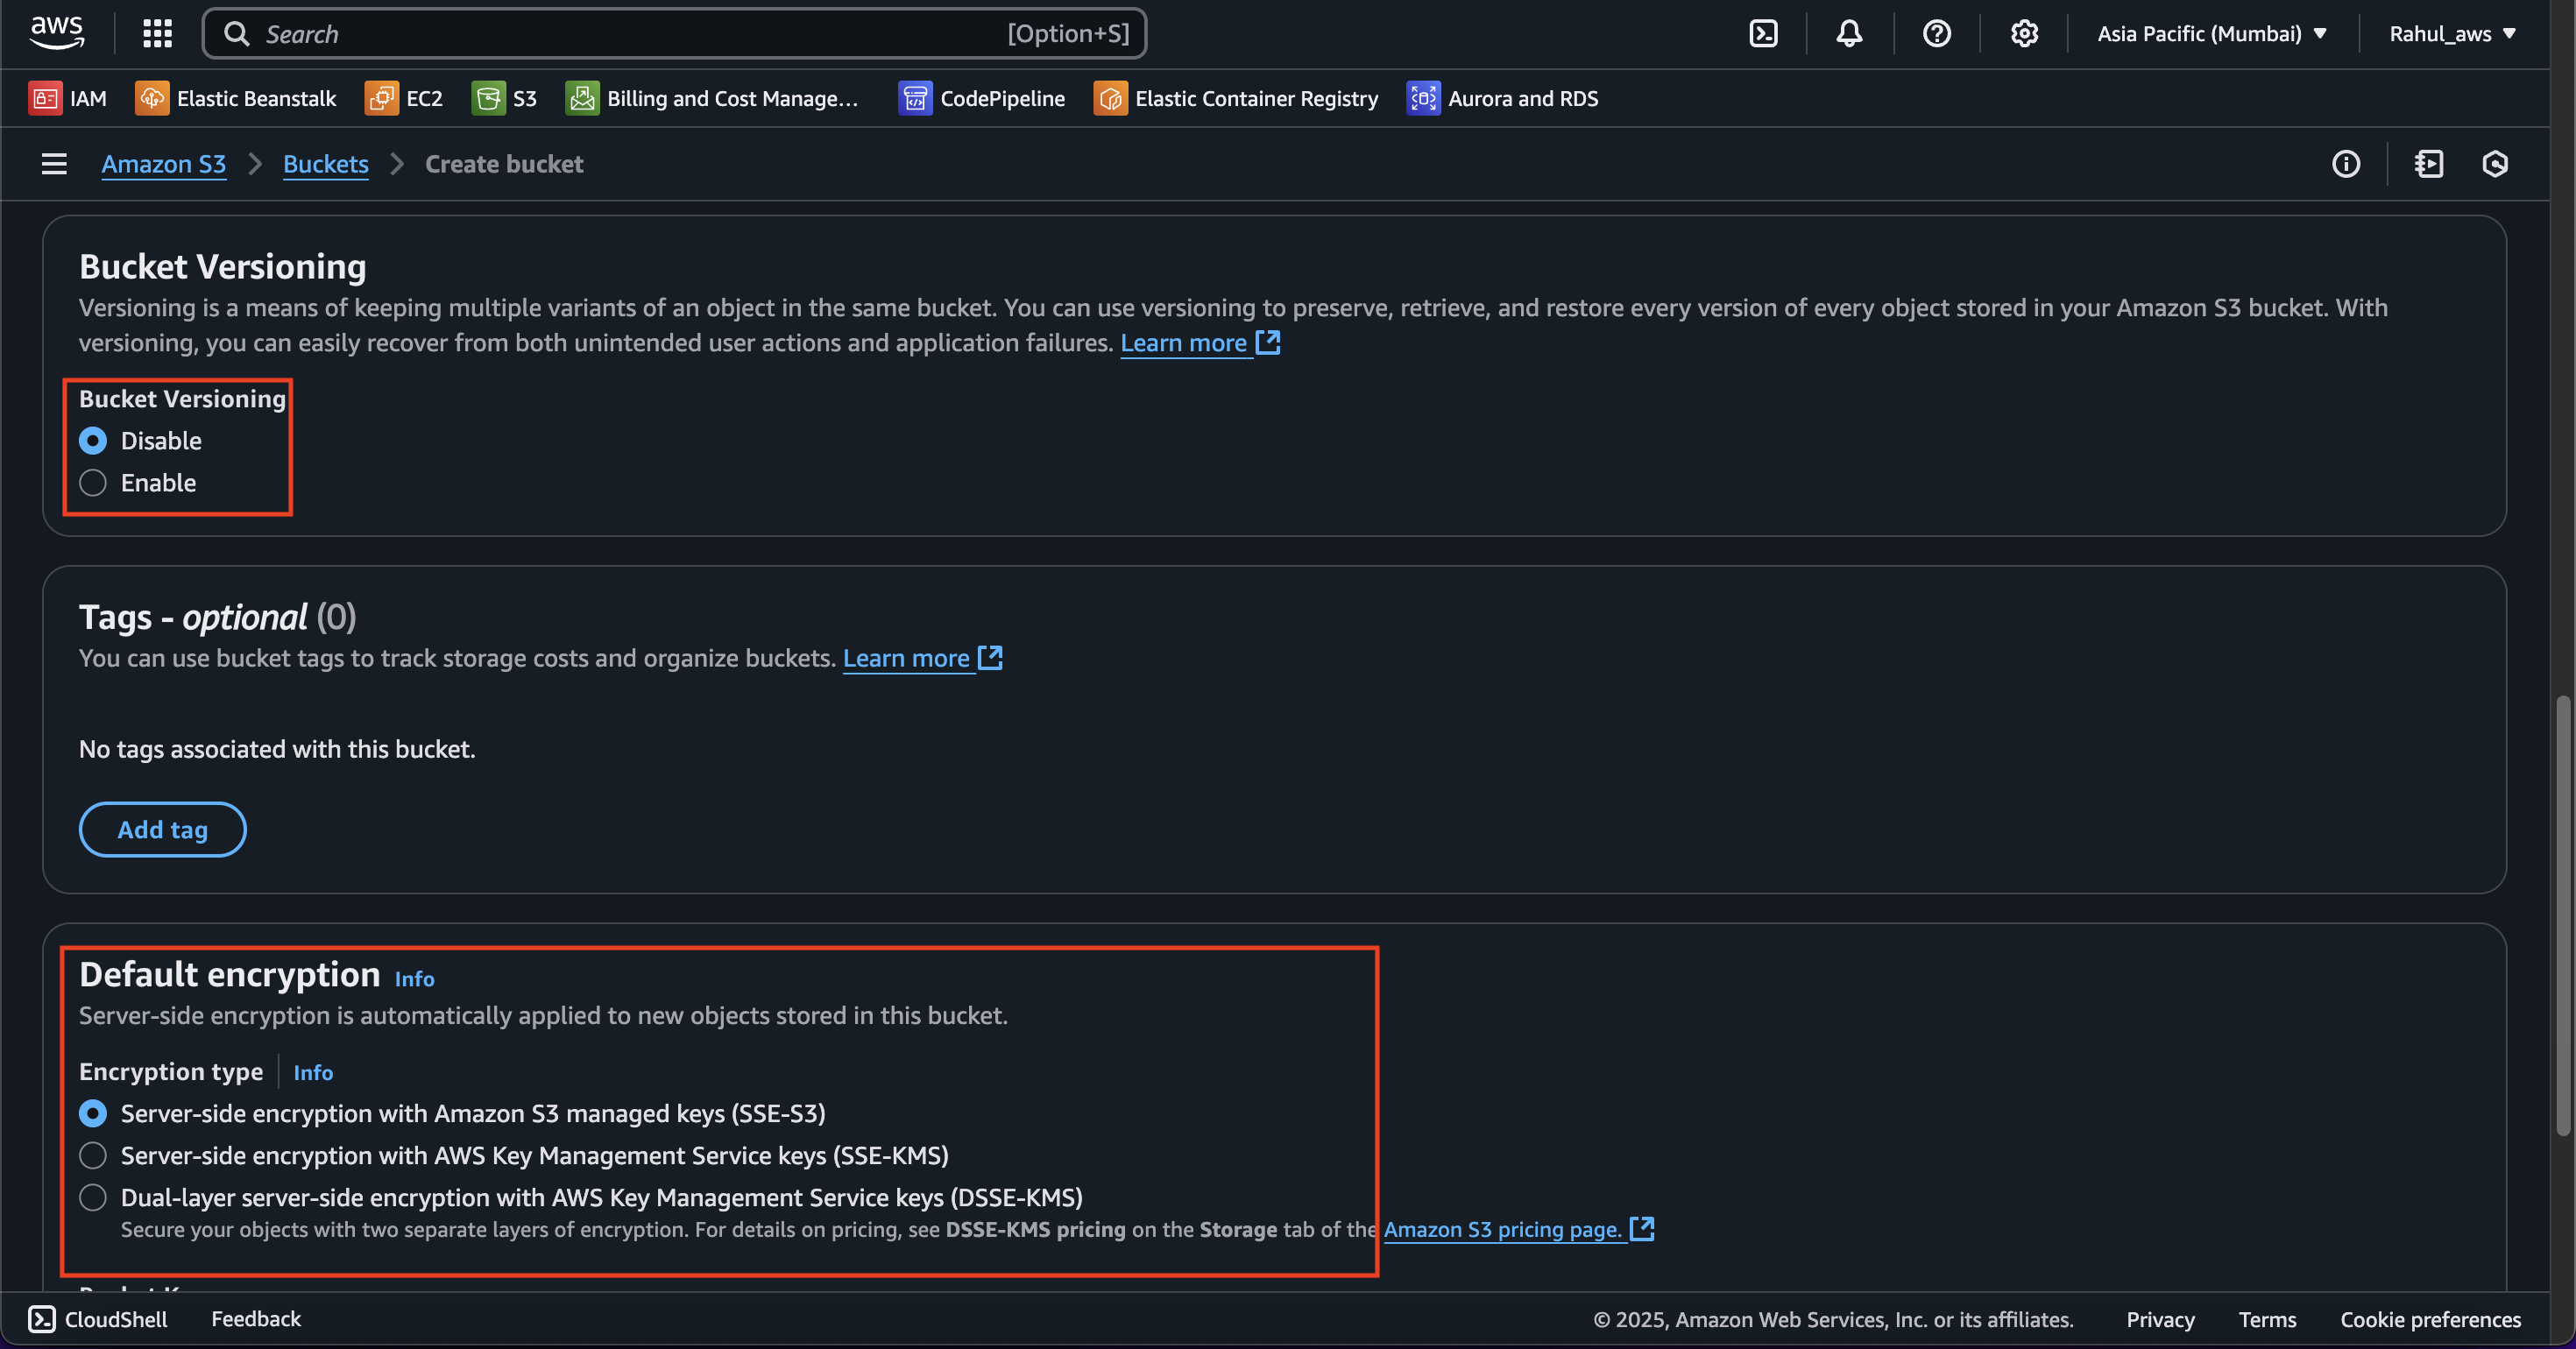 aws
Search [Option+S]
Asia Pacific (Mumbai)
Rahul_aws
IAM
Elastic Beanstalk
EC2
S3
Billing and Cost Manage...
CodePipeline
Elastic Container Registry
Aurora and RDS
Amazon S3
Buckets
Create bucket
Bucket Versioning
Versioning is a means of keeping multiple variants of an object in the same bucket. You can use versioning to preserve, retrieve, and restore every version of every object stored in your Amazon S3 bucket. With
versioning, you can easily recover from both unintended user actions and application failures. Learn more
Bucket Versioning
Disable
Enable
Tags - optional (0)
You can use bucket tags to track storage costs and organize buckets. Learn more
No tags associated with this bucket.
Add tag
Default encryption Info
Server-side encryption is automatically applied to new objects stored in this bucket.
Encryption type Info
Server-side encryption with Amazon S3 managed keys (SSE-S3)
Server-side encryption with AWS Key Management Service keys (SSE-KMS)
Dual-layer server-side encryption with AWS Key Management Service keys (DSSE-KMS)
Secure your objects with two separate layers of encryption. For details on pricing, see DSSE-KMS pricing on the Storage tab of the Amazon S3 pricing page.
CloudShell
Feedback
© 2025, Amazon Web Services, Inc. or its affiliates.
Privacy
Terms
Cookie preferences